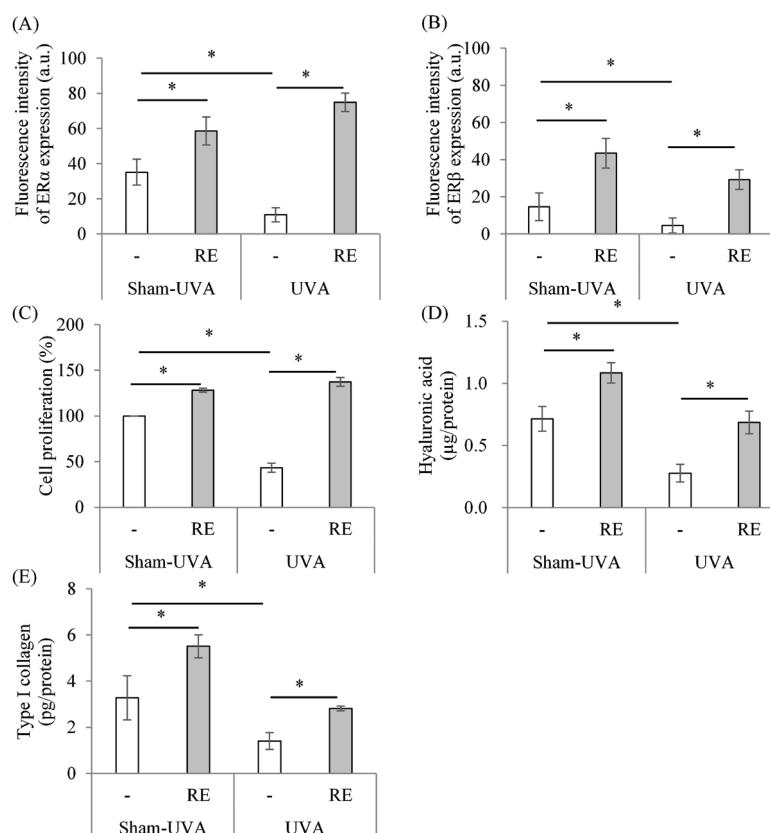 (A)
Fluorescence intensity
of ERα expression (a.u.)
100
80
60
40
20
0
*
*
*
- RE - RE
Sham-UVA UVA
(B)
Fluorescence intensity
of ERβ expression (a.u.)
100
80
60
40
20
0
*
*
*
- RE - RE
Sham-UVA UVA
(C)
Cell proliferation (%)
200
150
100
50
0
*
*
*
- RE - RE
Sham-UVA UVA
(D)
Hyaluronic acid
(μg/protein)
1.5
1.0
0.5
0.0
*
*
*
- RE - RE
Sham-UVA UVA
(E)
Type I collagen
(pg/protein)
8
6
4
2
0
*
*
*
- RE - RE
Sham-UVA UVA